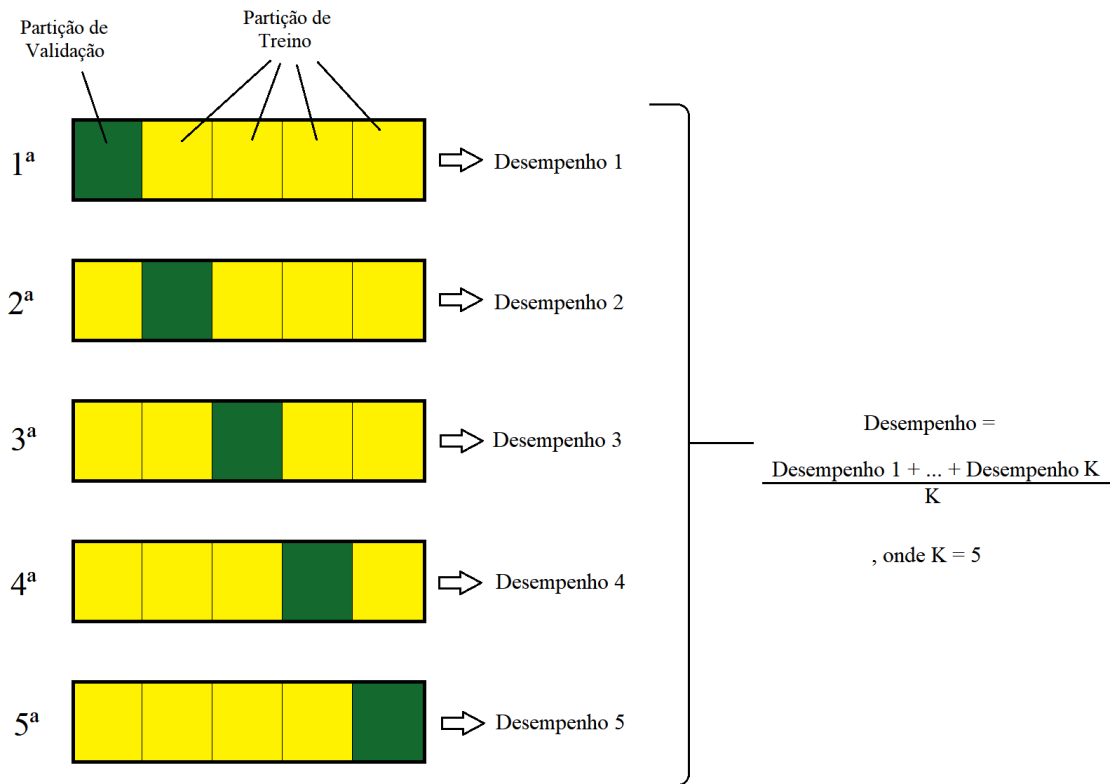 Partição de
Validação
Partição de
Treino
1ª
Desempenho 1
2ª
Desempenho 2
3ª
Desempenho 3
4ª
Desempenho 4
5ª
Desempenho 5
Desempenho =
Desempenho 1 + ... + Desempenho K
K
, onde K = 5